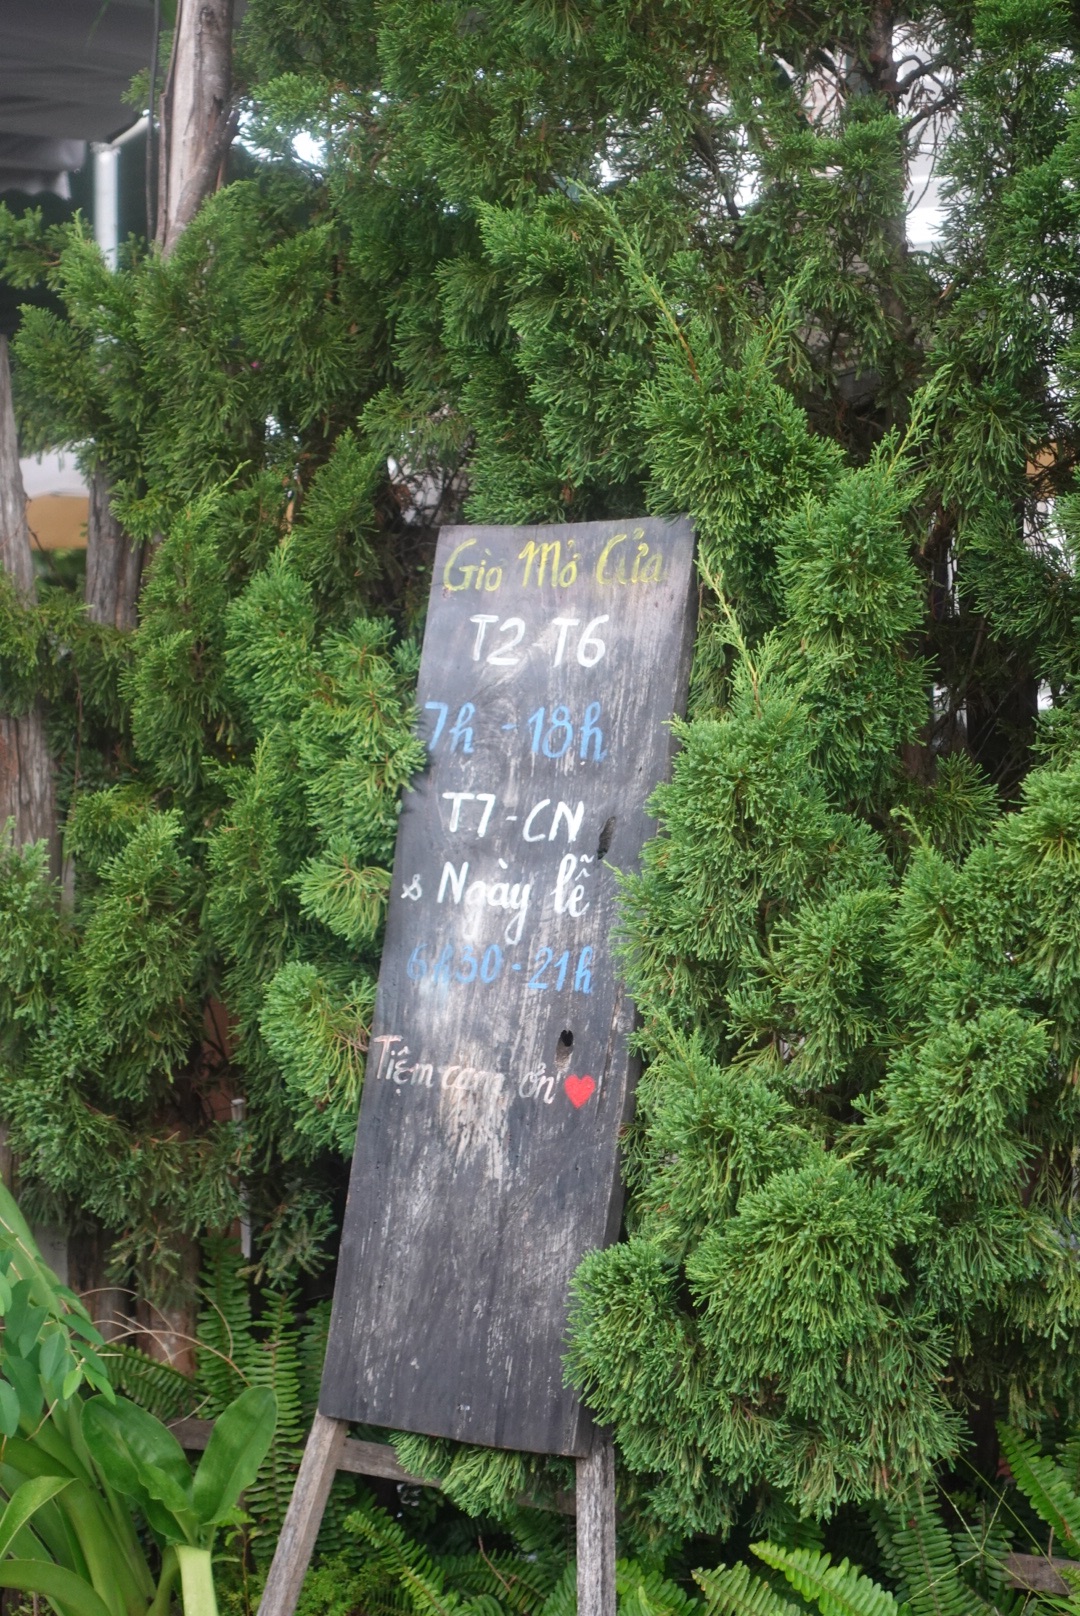 Giờ Mở Cửa
T2-T6
7h - 18h
T7-CN
& Ngày lễ
6h30-21h
Tiệm cảm ơn